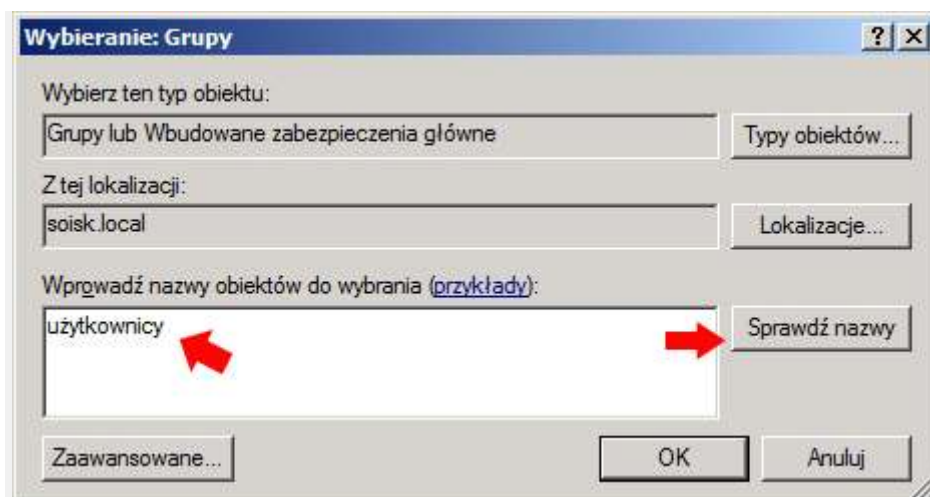 Wybieranie: Grupy
Wybierz ten typ obiektu:
Grupy lub Wbudowane zabezpieczenia główne
Typy obiektów...
Z tej lokalizacji:
soisk.local
Lokalizacje...
Wprowadź nazwy obiektów do wybrania (przykłady):
użytkownicy
Sprawdź nazwy
Zaawansowane...
OK
Anuluj